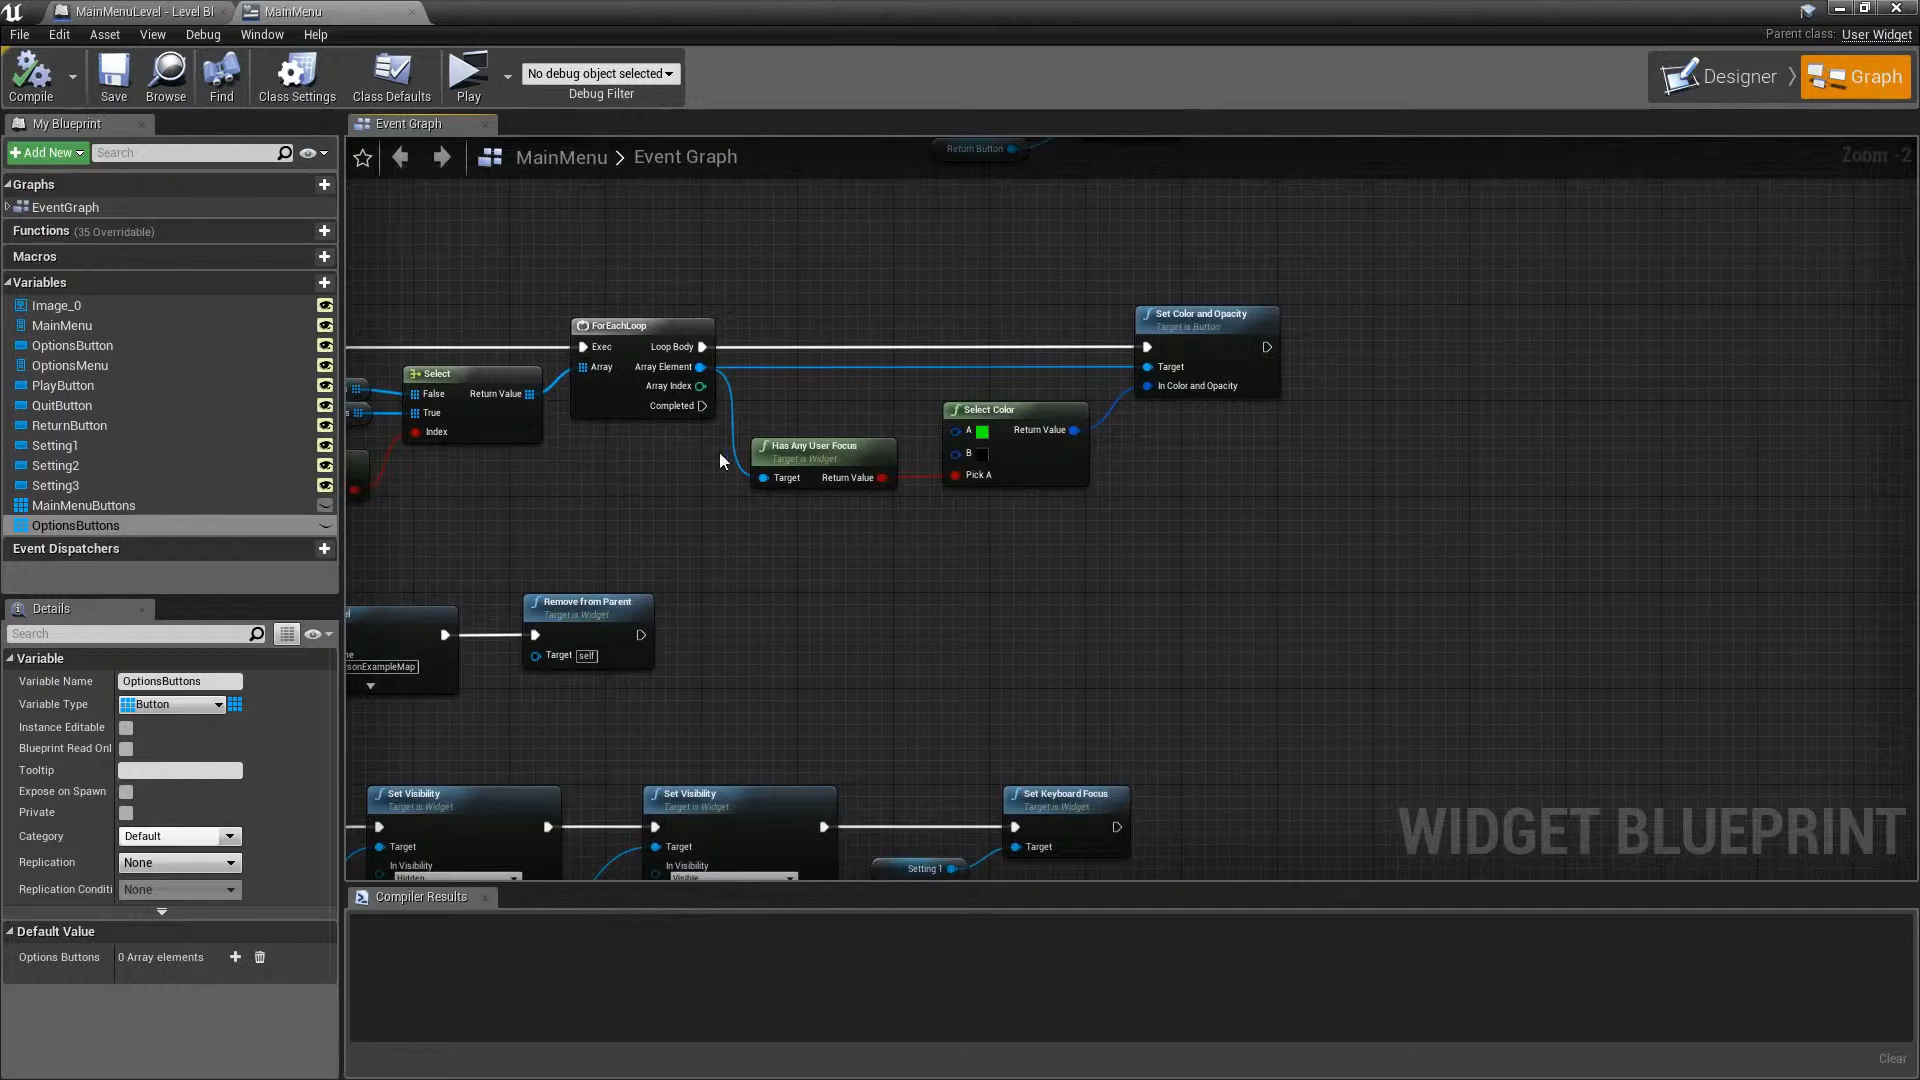 MainMenuLevel - Level Bl
MainMenu
File Edit Asset View Debug Window Help
Parent class: User Widget
Compile
Save
Browse
Find
Class Settings
Class Defaults
Play
No debug object selected
Debug Filter
Designer
Graph
My Blueprint
Add New
Search
Graphs
EventGraph
Functions (35 Overridable)
Macros
Variables
Image_0
MainMenu
OptionsButton
OptionsMenu
PlayButton
QuitButton
ReturnButton
Setting1
Setting2
Setting3
MainMenuButtons
OptionsButtons
Event Dispatchers
Details
Search
Variable
Variable Name OptionsButtons
Variable Type Button
Instance Editable
Blueprint Read Onl
Tooltip
Expose on Spawn
Private
Category Default
Replication None
Replication Conditi None
Default Value
Options Buttons 0 Array elements
Event Graph
MainMenu > Event Graph
Return Button
Zoom -2
Select
False Return Value
True
Index
ForEachLoop
Exec Loop Body
Array Array Element
Array Index
Completed
Has Any User Focus
Target is Widget
Target Return Value
Select Color
A Return Value
B
Pick A
Set Color and Opacity
Target is Button
Target
In Color and Opacity
sonExampleMap
Remove from Parent
Target is Widget
Target self
Set Visibility
Target is Widget
Target
In Visibility
Hidden
Set Visibility
Target is Widget
Target
In Visibility
Visible
Setting 1
Set Keyboard Focus
Target is Widget
Target
WIDGET BLUEPRINT
Compiler Results
Clear